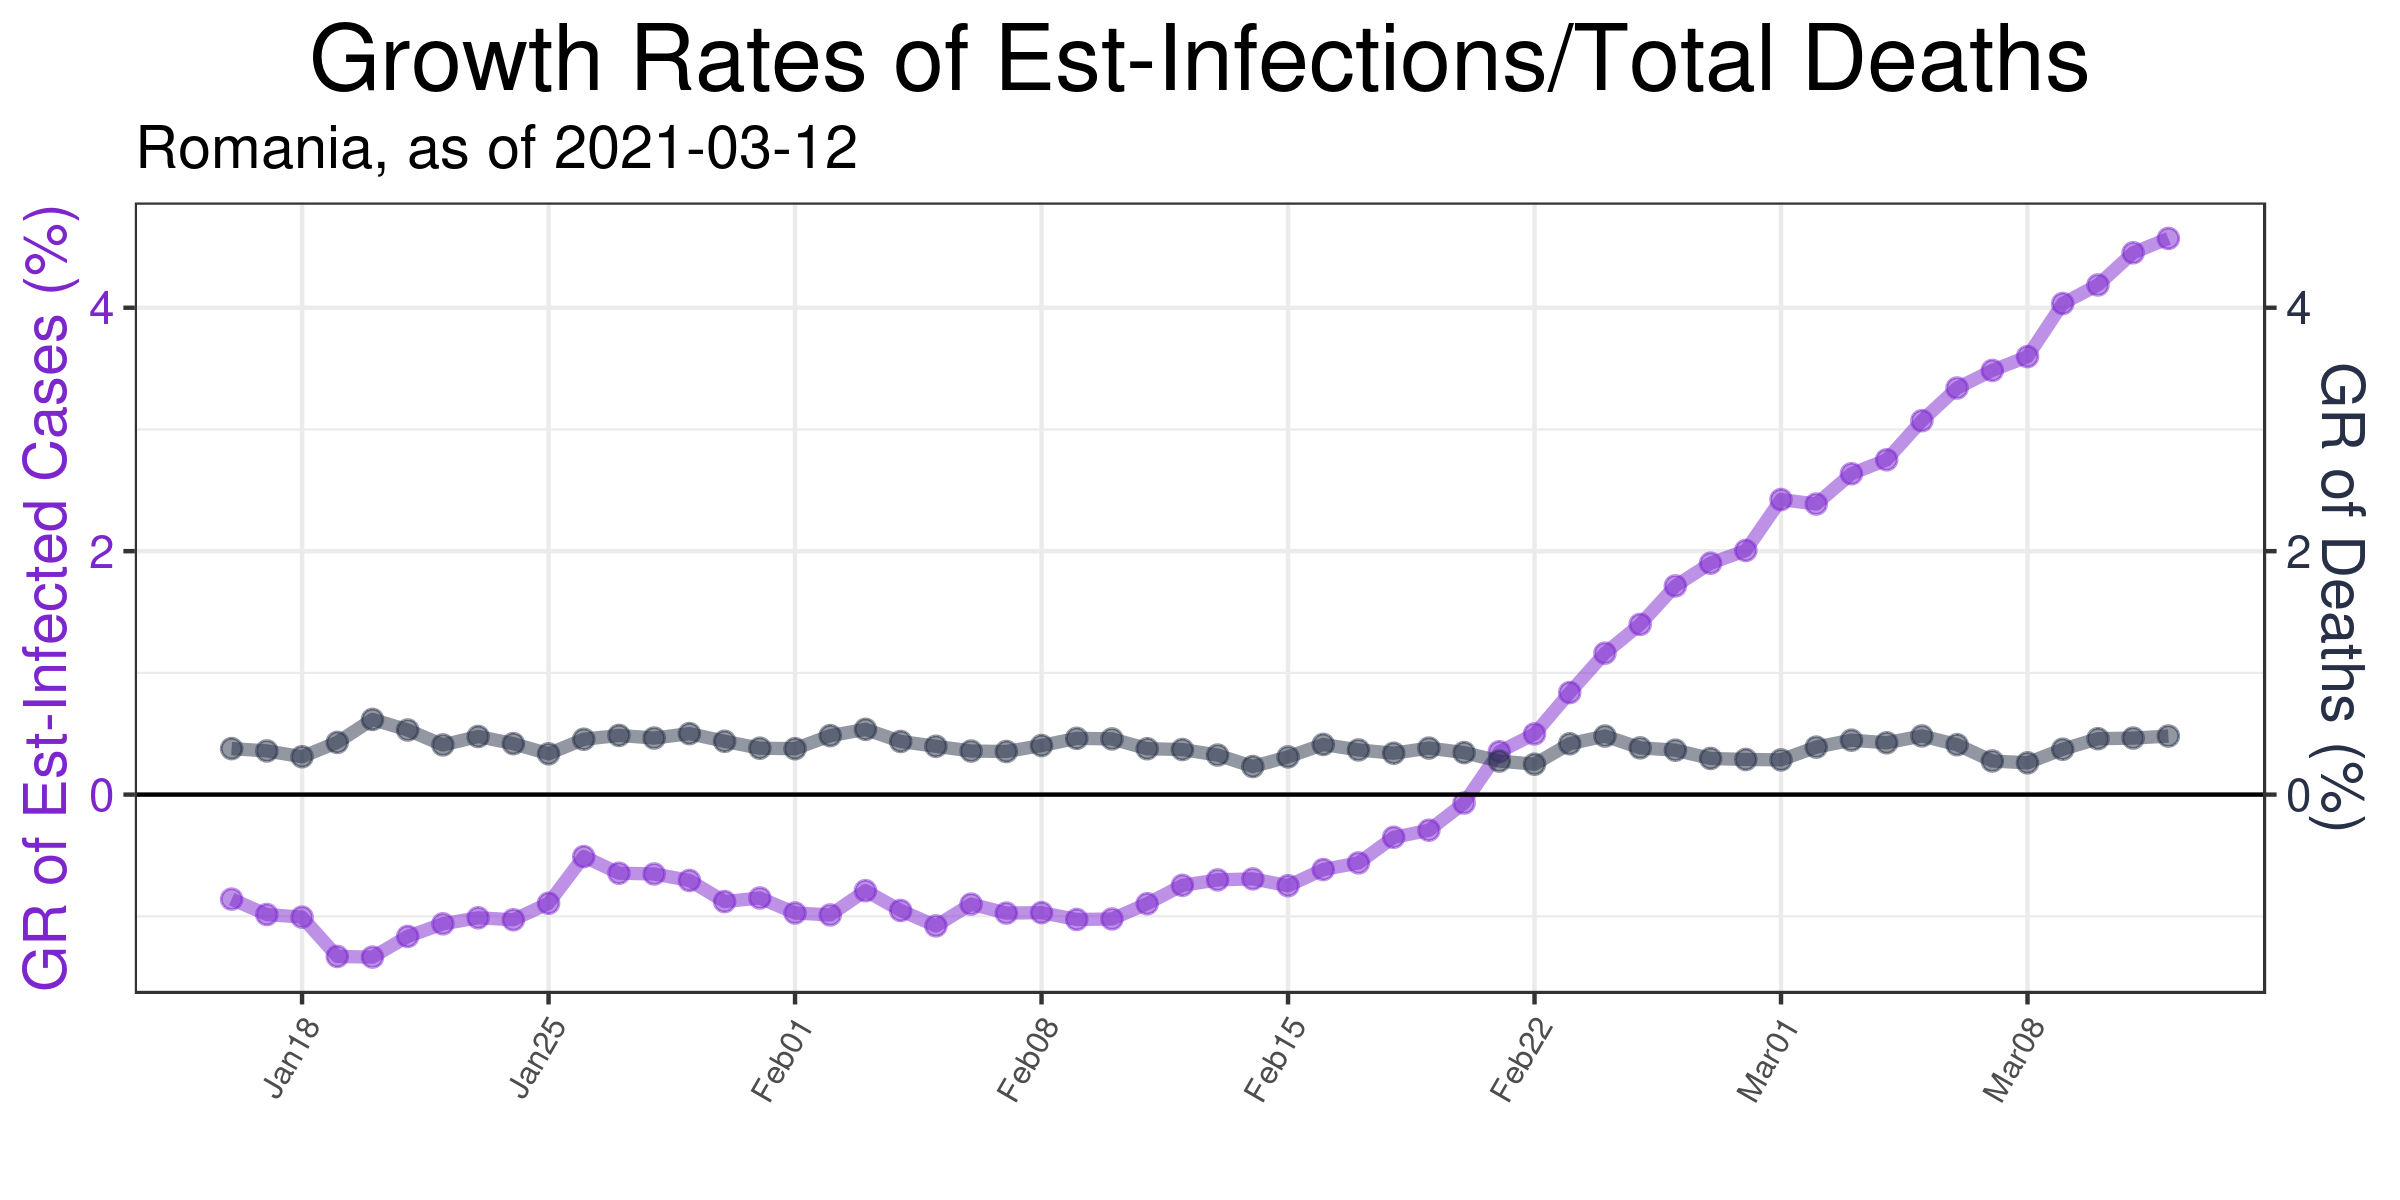 Growth Rates of Est-Infections/Total Deaths
Romania, as of 2021-03-12
GR of Est-Infected Cases (%)
4
2
0
4
2
0
GR of Deaths (%)
Jan18
Jan25
Feb01
Feb08
Feb15
Feb22
Mar01
Mar08